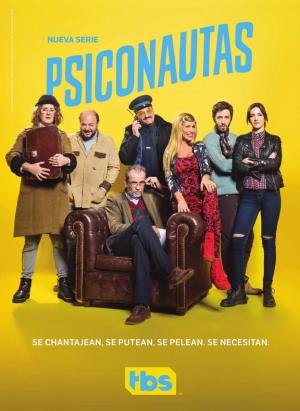 NUEVA SERIE
PSICONAUTAS
SE CHANTAJEAN, SE PUTEAN, SE PELEAN. SE NECESITAN.
tbs